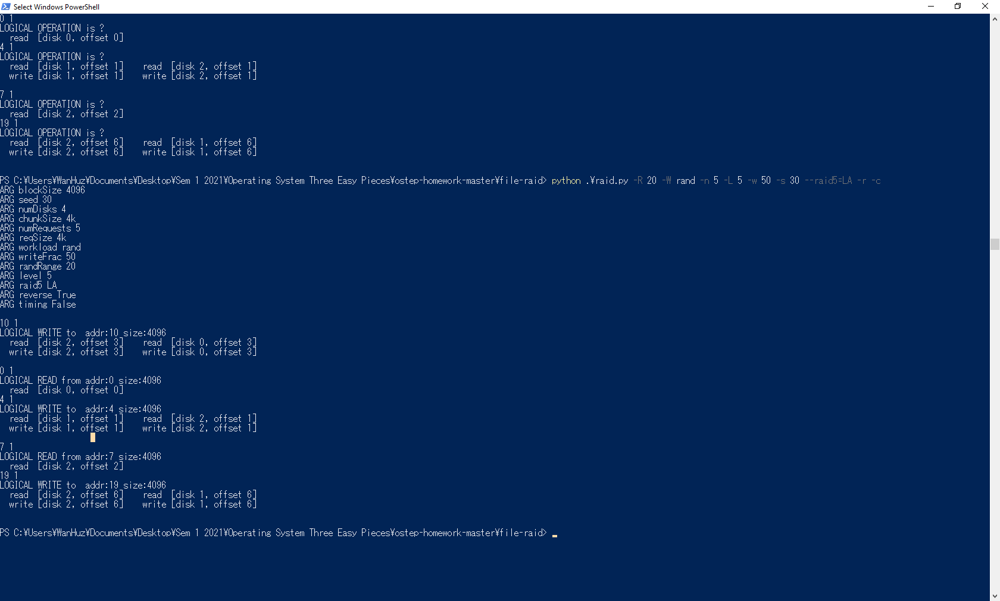 Select Windows PowerShell
0 1
LOGICAL OPERATION is ?
  read  [disk 0, offset 0]
4 1
LOGICAL OPERATION is ?
  read  [disk 1, offset 1]    read  [disk 2, offset 1]
  write [disk 1, offset 1]    write [disk 2, offset 1]
7 1
LOGICAL OPERATION is ?
  read  [disk 2, offset 2]
19 1
LOGICAL OPERATION is ?
  read  [disk 2, offset 6]    read  [disk 1, offset 6]
  write [disk 2, offset 6]    write [disk 1, offset 6]
PS C:¥Users¥WanHuz¥Documents¥Desktop¥Sem 1 2021¥Operating System Three Easy Pieces¥ostep-homework-master¥file-raid> python .¥raid.py -R 20 -W rand -n 5 -L 5 -w 50 -s 30 --raid5=LA -r -c
ARG blockSize 4096
ARG seed 30
ARG numDisks 4
ARG chunkSize 4k
ARG numRequests 5
ARG reqSize 4k
ARG workload rand
ARG writeFrac 50
ARG randRange 20
ARG level 5
ARG raid5 LA
ARG reverse True
ARG timing False
10 1
LOGICAL WRITE to  addr:10 size:4096
  read  [disk 2, offset 3]    read  [disk 0, offset 3]
  write [disk 2, offset 3]    write [disk 0, offset 3]
0 1
LOGICAL READ from addr:0 size:4096
  read  [disk 0, offset 0]
4 1
LOGICAL WRITE to  addr:4 size:4096
  read  [disk 1, offset 1]    read  [disk 2, offset 1]
  write [disk 1, offset 1]    write [disk 2, offset 1]
7 1
LOGICAL READ from addr:7 size:4096
  read  [disk 2, offset 2]
19 1
LOGICAL WRITE to  addr:19 size:4096
  read  [disk 2, offset 6]    read  [disk 1, offset 6]
  write [disk 2, offset 6]    write [disk 1, offset 6]
PS C:¥Users¥WanHuz¥Documents¥Desktop¥Sem 1 2021¥Operating System Three Easy Pieces¥ostep-homework-master¥file-raid>